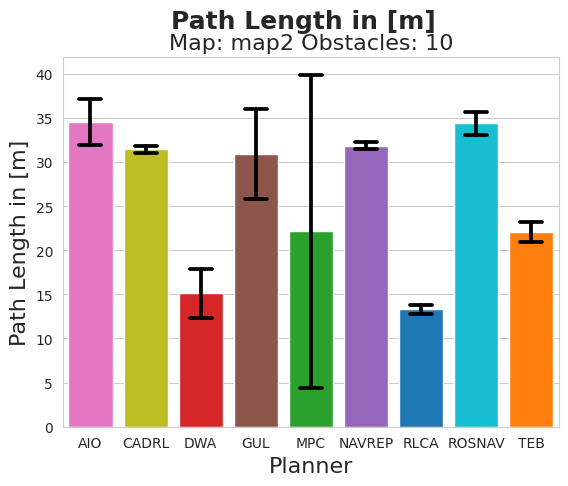 Path Length in [m]
Map: map2 Obstacles: 10
Path Length in [m]
40
35
30
25
20
15
10
5
0
AIO CADRL DWA GUL MPC NAVREP RLCA ROSNAV TEB
Planner